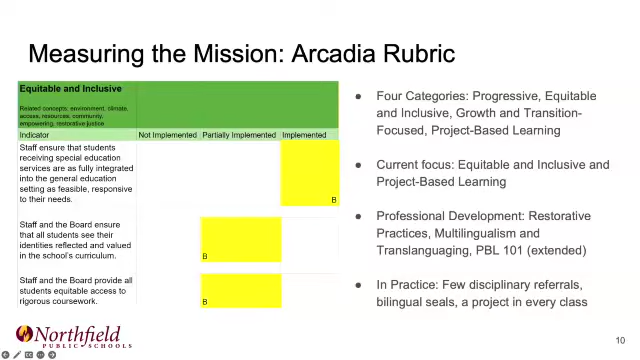 Measuring the Mission: Arcadia Rubric
Equitable and Inclusive
Related concepts: environment, climate,
access, resources, community,
empowering, restorative justice
Indicator Not Implemented Partially Implemented Implemented
Staff ensure that students
receiving special education
services are as fully integrated
into the general education
setting as feasible, responsive
to their needs.
B
Staff and the Board ensure
that all students see their
identities reflected and valued
in the school's curriculum.
B
Staff and the Board provide all
students equitable access to
rigorous coursework.
B
● Four Categories: Progressive, Equitable
and Inclusive, Growth and Transition-
Focused, Project-Based Learning
● Current focus: Equitable and Inclusive and
Project-Based Learning
● Professional Development: Restorative
Practices, Multilingualism and
Translanguaging, PBL 101 (extended)
● In Practice: Few disciplinary referrals,
bilingual seals, a project in every class
Northfield
PUBLIC SCHOOLS
10